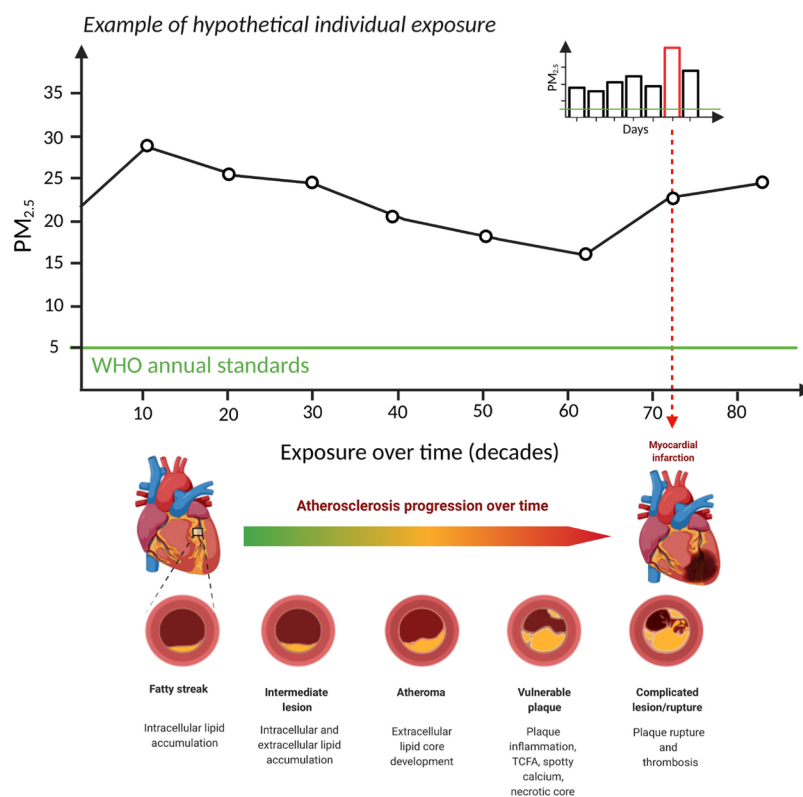 Example of hypothetical individual exposure
PM2.5
Days
35
30
25
20
15
10
5
PM2.5
WHO annual standards
10 20 30 40 50 60 70 80
Exposure over time (decades)
Myocardial
infarction
Atherosclerosis progression over time
Fatty streak
Intracellular lipid
accumulation
Intermediate
lesion
Intracellular and
extracellular lipid
accumulation
Atheroma
Extracellular
lipid core
development
Vulnerable
plaque
Plaque
inflammation,
TCFA, spotty
calcium,
necrotic core
Complicated
lesion/rupture
Plaque rupture
and
thrombosis